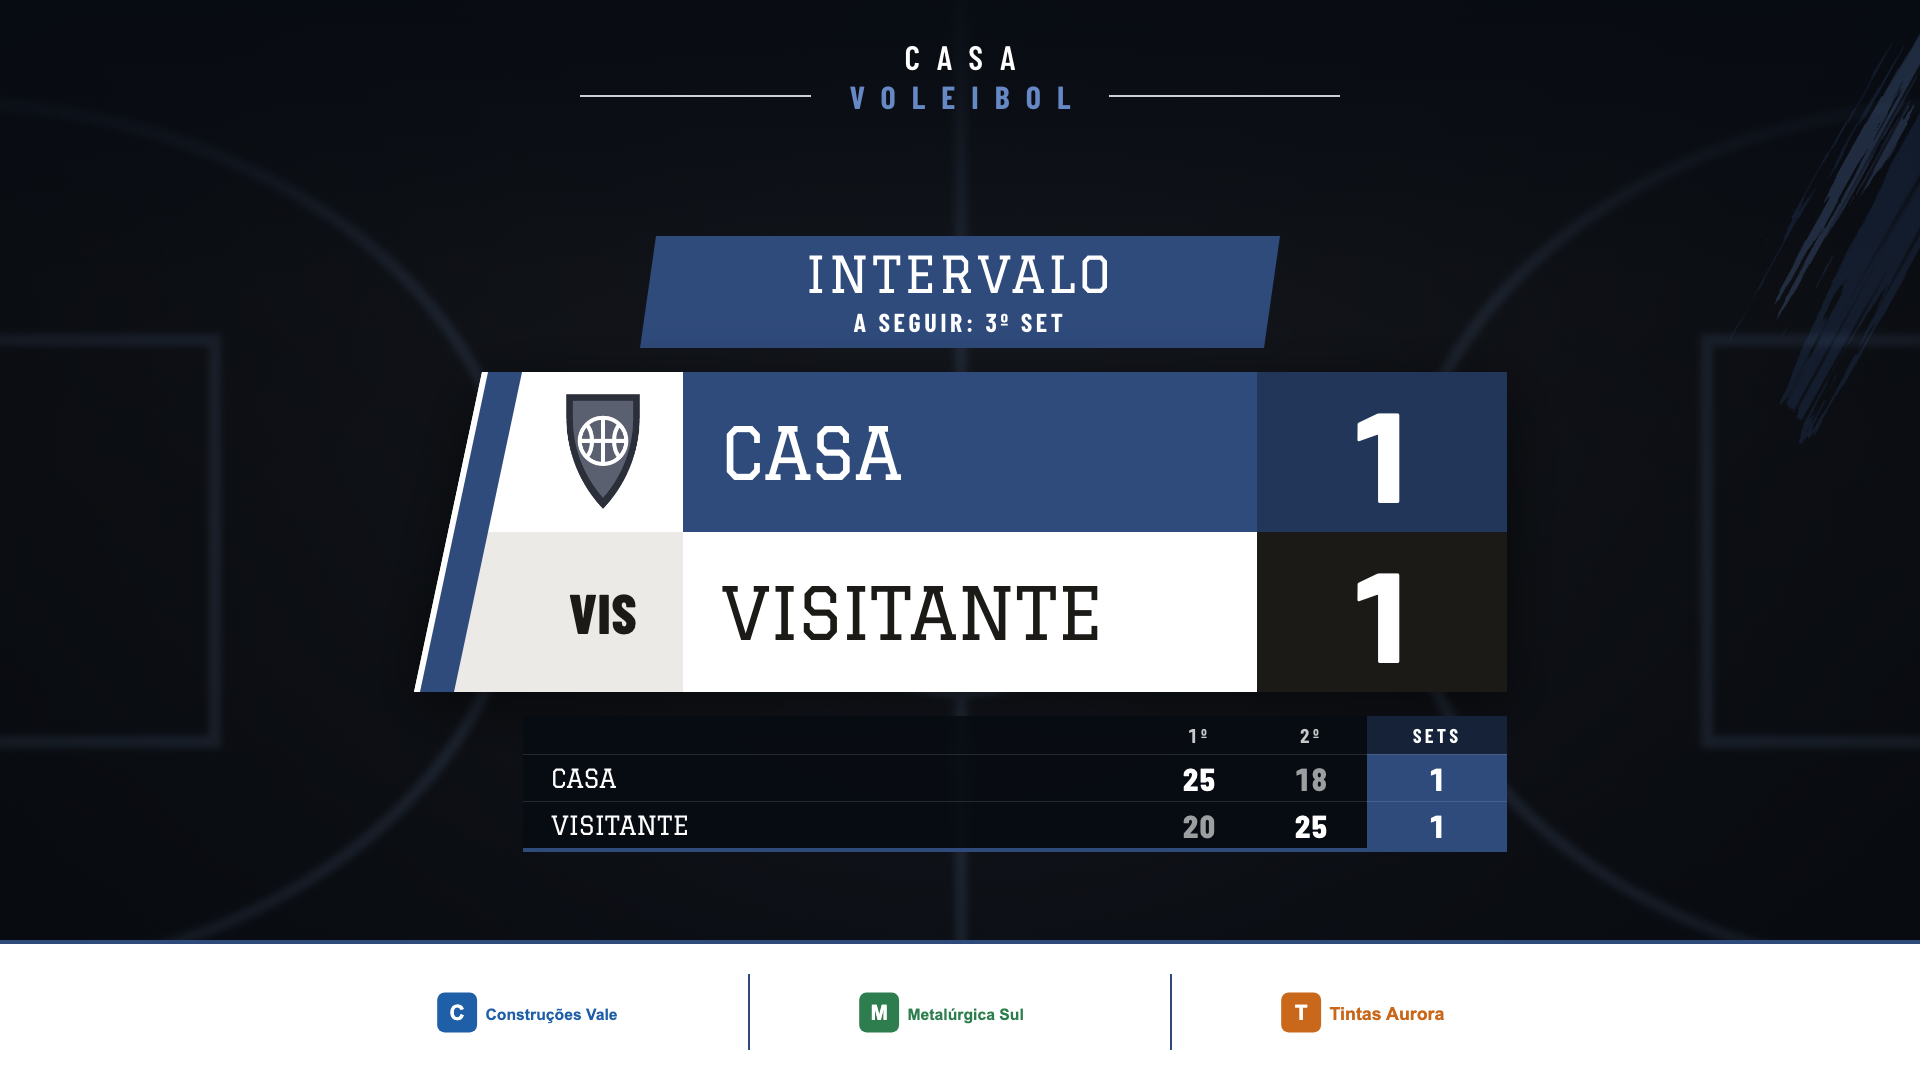 CASA
VOLEIBOL
INTERVALO
A SEGUIR: 3º SET
CASA 1
VIS VISITANTE 1
1º 2º SETS
CASA 25 18 1
VISITANTE 20 25 1
C Construções Vale
M Metalúrgica Sul
T Tintas Aurora